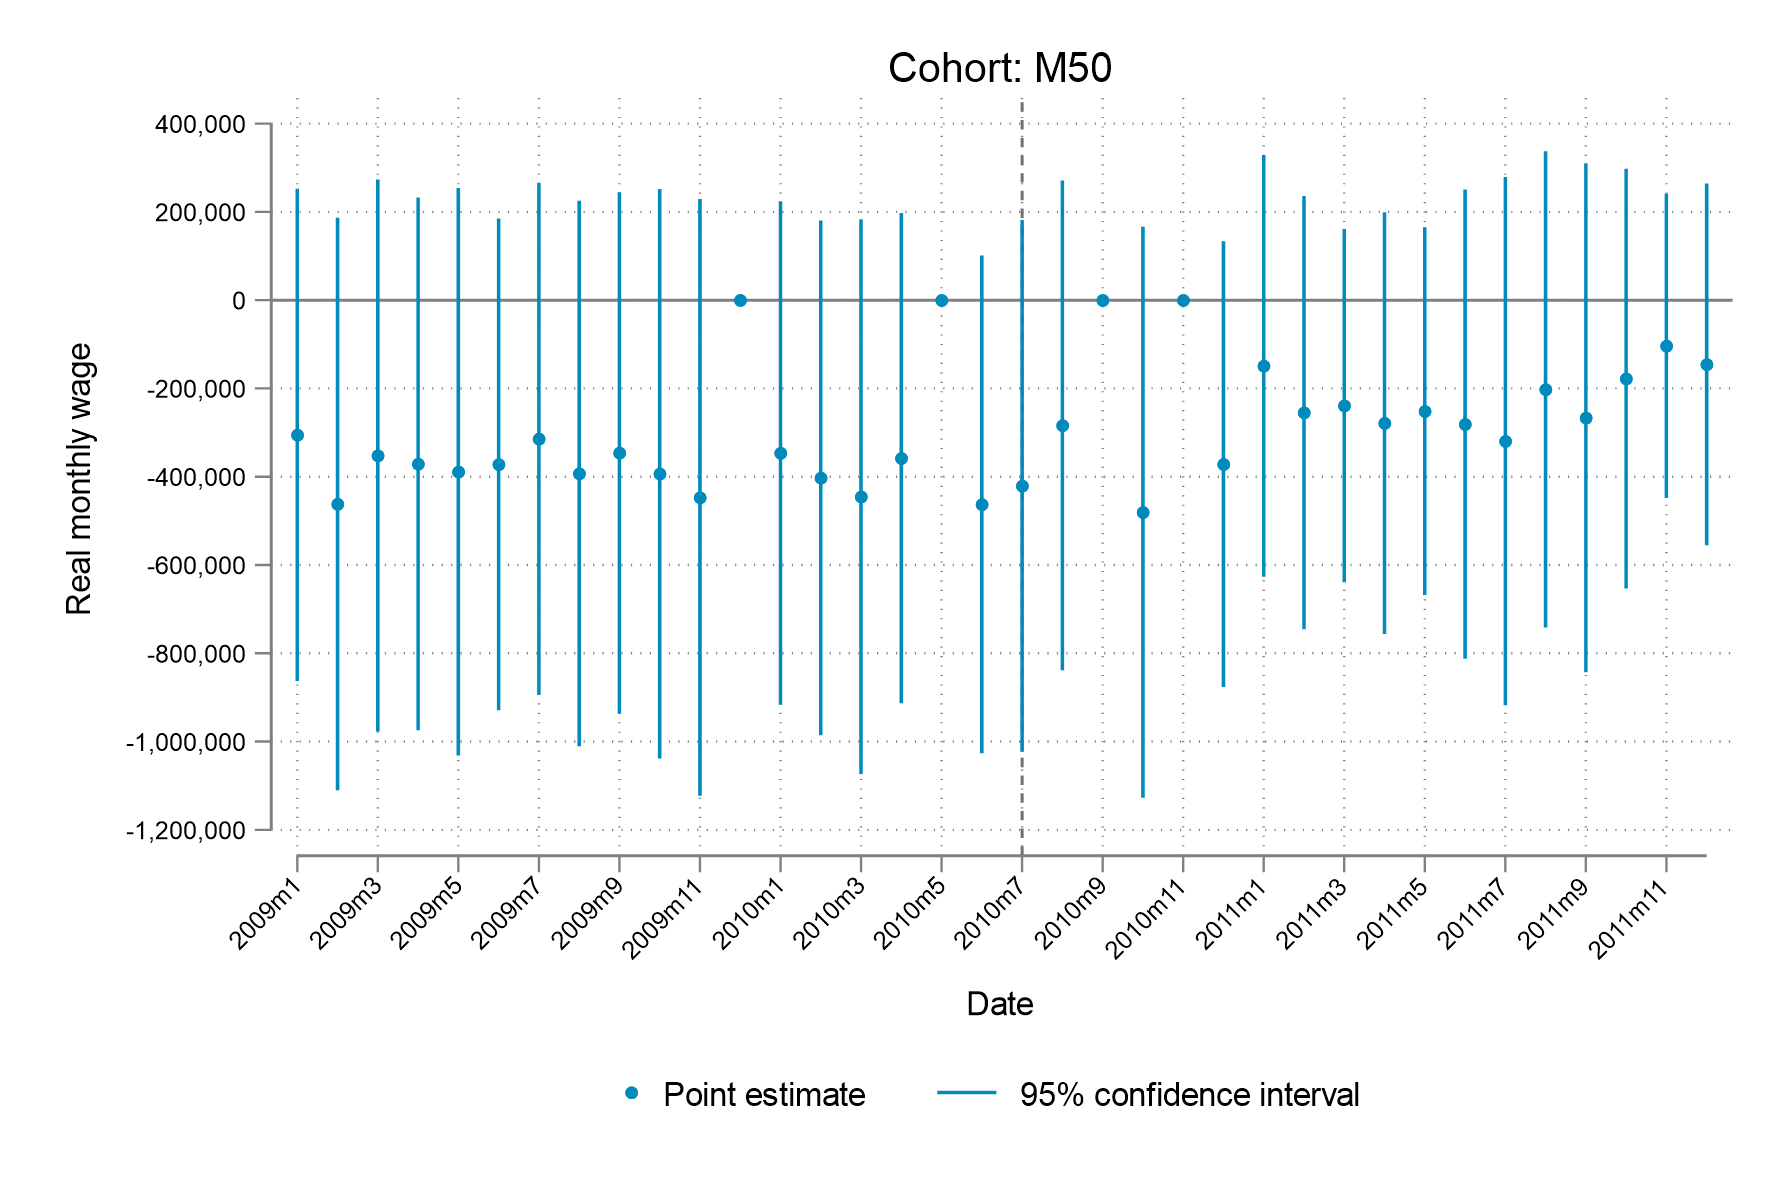 Cohort: M50
400,000
200,000
0
-200,000
-400,000
-600,000
-800,000
-1,000,000
-1,200,000
Real monthly wage
2009m1
2009m3
2009m5
2009m7
2009m9
2009m11
2010m1
2010m3
2010m5
2010m7
2010m9
2010m11
2011m1
2011m3
2011m5
2011m7
2011m9
2011m11
Date
Point estimate
95% confidence interval